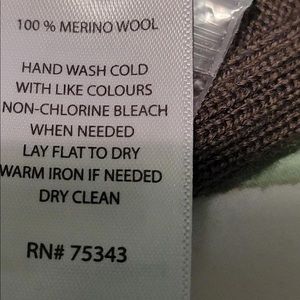 100 % MERINO WOOL
HAND WASH COLD
WITH LIKE COLOURS
NON-CHLORINE BLEACH
WHEN NEEDED
LAY FLAT TO DRY
WARM IRON IF NEEDED
DRY CLEAN
RN# 75343